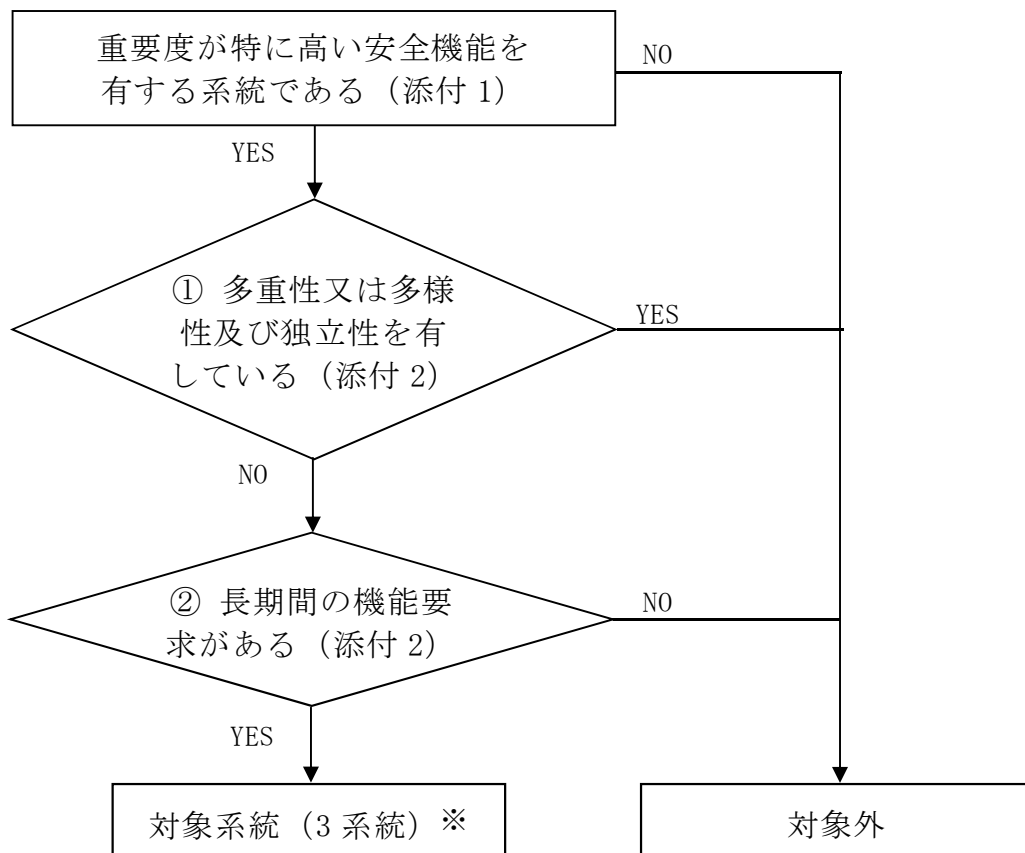 重要度が特に高い安全機能を
有する系統である（添付 1）
NO
YES
① 多重性又は多様
性及び独立性を有
している（添付 2）
YES
NO
② 長期間の機能要
求がある（添付 2）
NO
YES
対象系統（3 系統）※
対象外